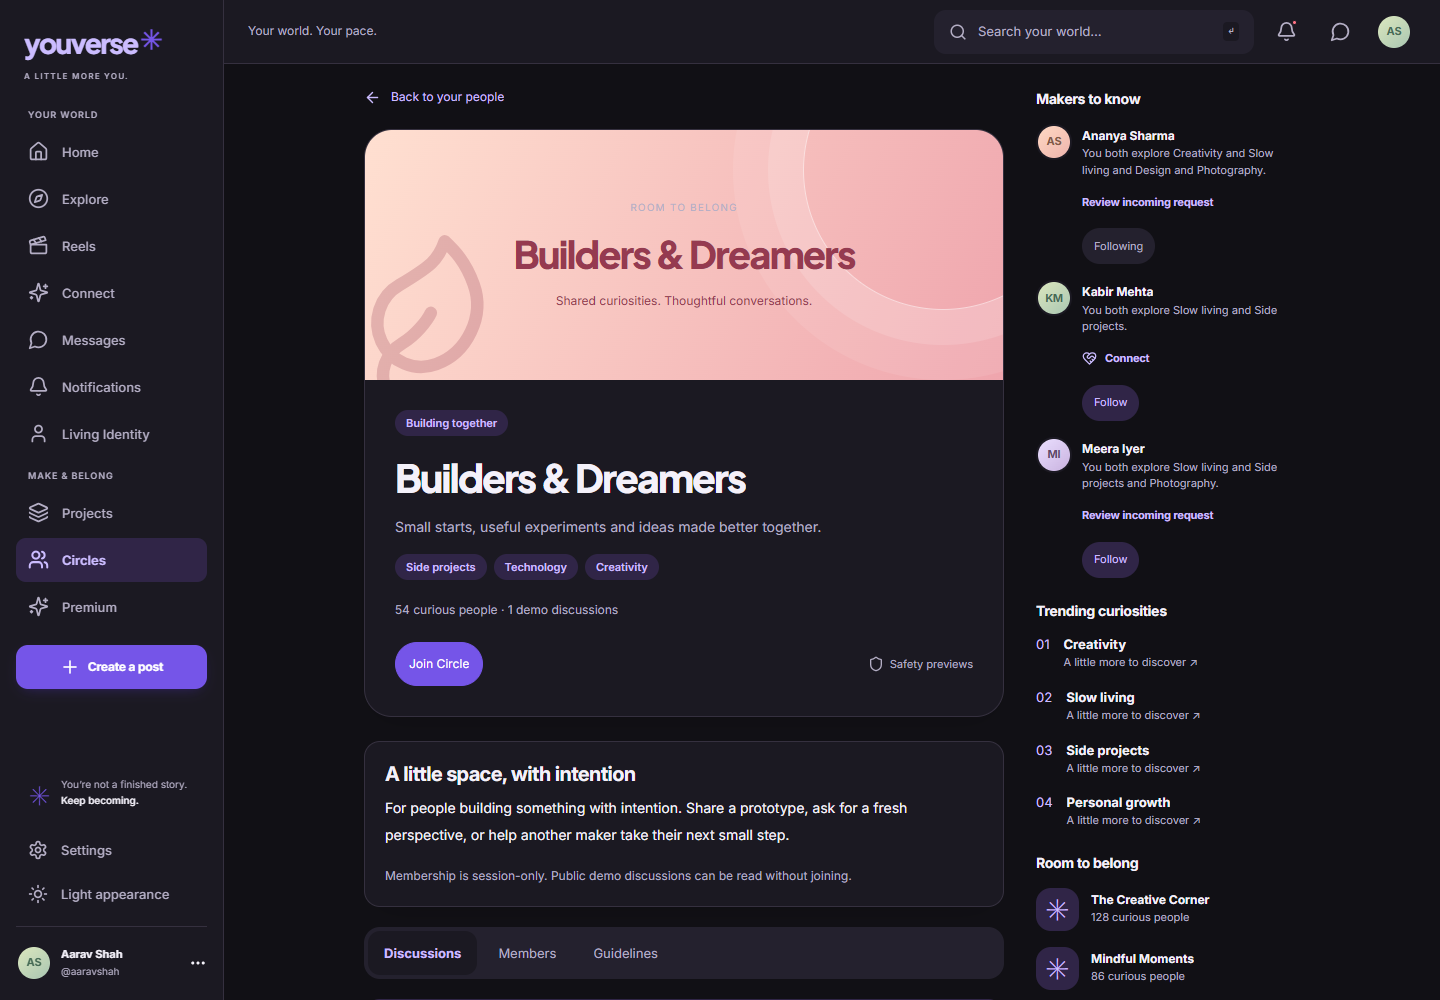 youverse
A LITTLE MORE YOU.
YOUR WORLD
Home
Explore
Reels
Connect
Messages
Notifications
Living Identity
MAKE & BELONG
Projects
Circles
Premium
Create a post
You're not a finished story.
Keep becoming.
Settings
Light appearance
AS
Aarav Shah
@aaravshah
Your world. Your pace.
Search your world...
AS
Back to your people
ROOM TO BELONG
Builders & Dreamers
Shared curiosities. Thoughtful conversations.
Building together
Builders & Dreamers
Small starts, useful experiments and ideas made better together.
Side projects
Technology
Creativity
54 curious people · 1 demo discussions
Join Circle
Safety previews
A little space, with intention
For people building something with intention. Share a prototype, ask for a fresh
perspective, or help another maker take their next small step.
Membership is session-only. Public demo discussions can be read without joining.
Discussions
Members
Guidelines
Makers to know
AS
Ananya Sharma
You both explore Creativity and Slow
living and Design and Photography.
Review incoming request
Following
KM
Kabir Mehta
You both explore Slow living and Side
projects.
Connect
Follow
MI
Meera Iyer
You both explore Slow living and Side
projects and Photography.
Review incoming request
Follow
Trending curiosities
01 Creativity
A little more to discover ↗
02 Slow living
A little more to discover ↗
03 Side projects
A little more to discover ↗
04 Personal growth
A little more to discover ↗
Room to belong
The Creative Corner
128 curious people
Mindful Moments
86 curious people